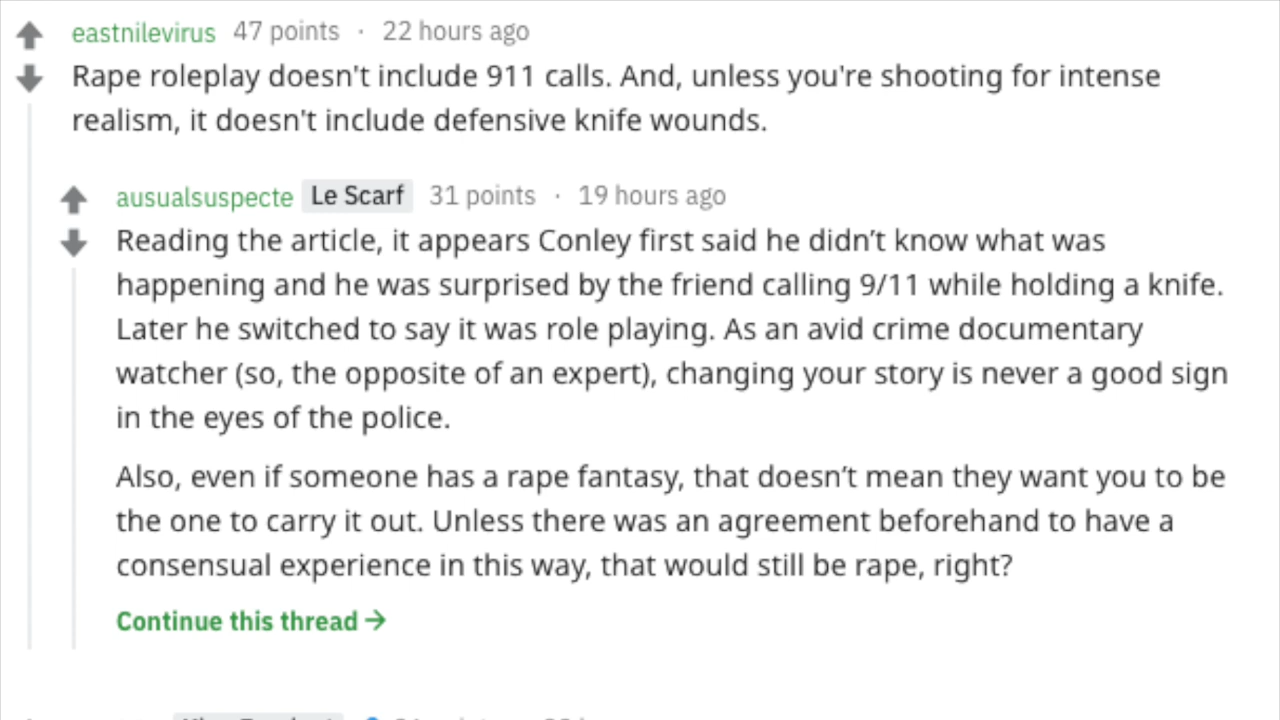 eastnilevirus 47 points · 22 hours ago
Rape roleplay doesn't include 911 calls. And, unless you're shooting for intense
realism, it doesn't include defensive knife wounds.
ausualsuspecte Le Scarf 31 points · 19 hours ago
Reading the article, it appears Conley first said he didn’t know what was
happening and he was surprised by the friend calling 9/11 while holding a knife.
Later he switched to say it was role playing. As an avid crime documentary
watcher (so, the opposite of an expert), changing your story is never a good sign
in the eyes of the police.
Also, even if someone has a rape fantasy, that doesn’t mean they want you to be
the one to carry it out. Unless there was an agreement beforehand to have a
consensual experience in this way, that would still be rape, right?
Continue this thread →